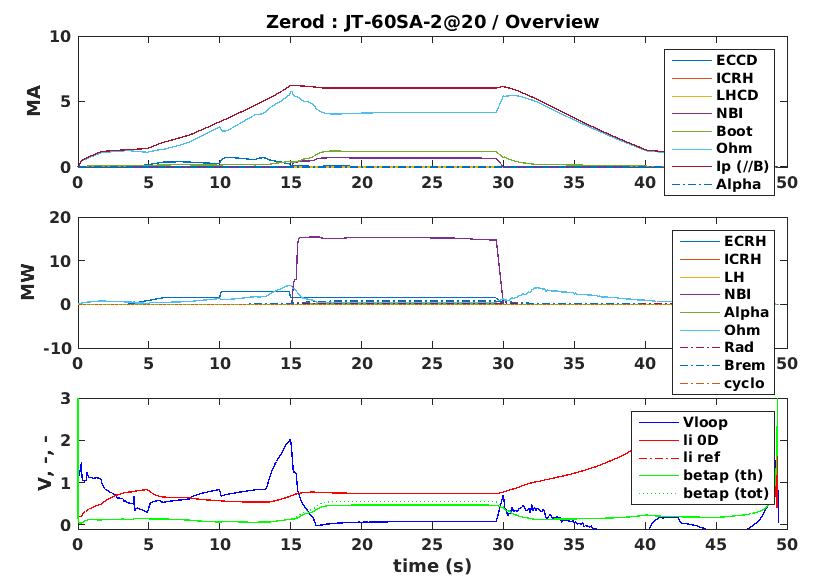 Zerod : JT-60SA-2@20 / Overview
10
5
0
MA
0
5
10
15
20
25
30
35
40
45
50
ECCD
ICRH
LHCD
NBI
Boot
Ohm
Ip (//B)
Alpha
20
10
0
-10
MW
0
5
10
15
20
25
30
35
40
45
50
ECRH
ICRH
LH
NBI
Alpha
Ohm
Rad
Brem
cyclo
3
2
1
0
V, -, -
0
5
10
15
20
25
30
35
40
45
50
Vloop
li 0D
li ref
betap (th)
betap (tot)
time (s)